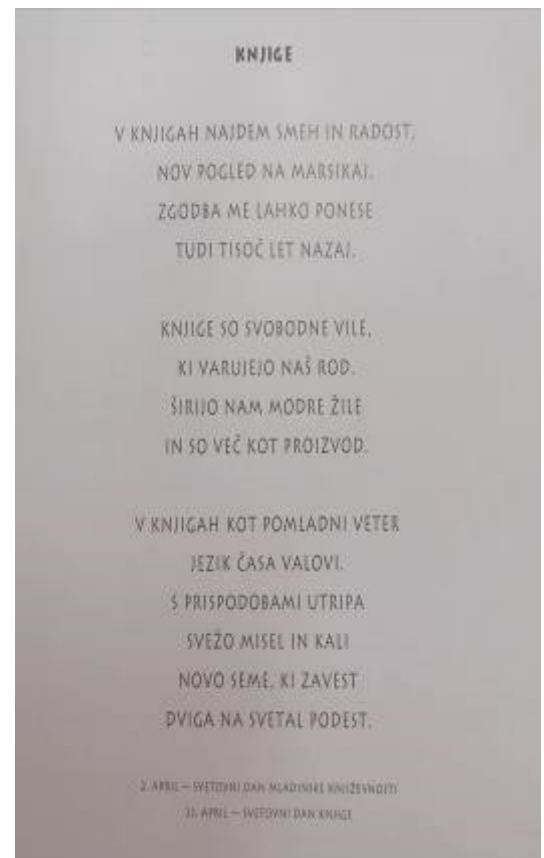 KNJIGE
V KNJIGAH NAJDEM SMEH IN RADOST,
NOV POGLED NA MARSIKAJ.
ZGODBA ME LAHKO PONESE
TUDI TISOČ LET NAZAJ.
KNJIGE SO SVOBODNE VILE,
KI VARUJEJO NAŠ ROD.
ŠIRIJO NAM MODRE ŽILE
IN SO VEČ KOT PROIZVOD.
V KNJIGAH KOT POMLADNI VETER
JEZIK ČASA VALOVI.
S PRISPODOBAMI UTRIPA
SVEŽO MISEL IN KALI
NOVO SEME, KI ZAVEST
DVIGA NA SVETAL PODEST.
2. APRIL – SVETOVNI DAN MLADINSKE KNJIŽEVNOSTI
23. APRIL – SVETOVNI DAN KNJIGE